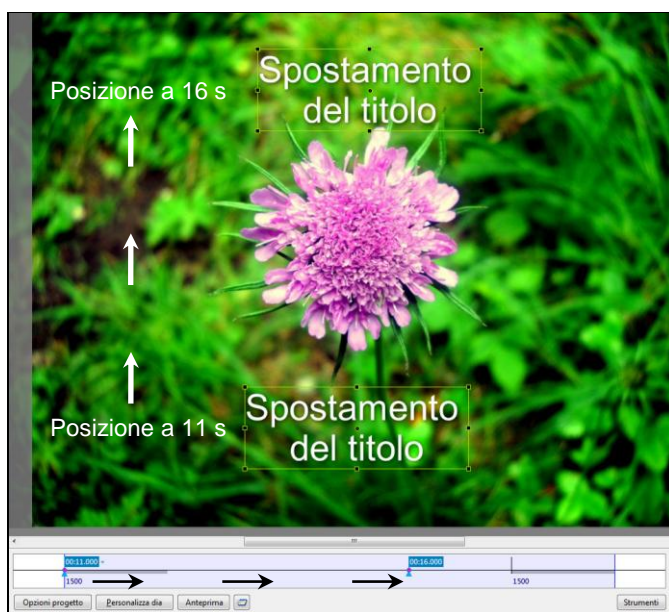 Spostamento
del titolo
Posizione a 16 s
Spostamento
del titolo
Posizione a 11 s
00:11.000
00:16.000
1500
1500
Opzioni progetto
Personalizza dia
Anteprima
Strumenti